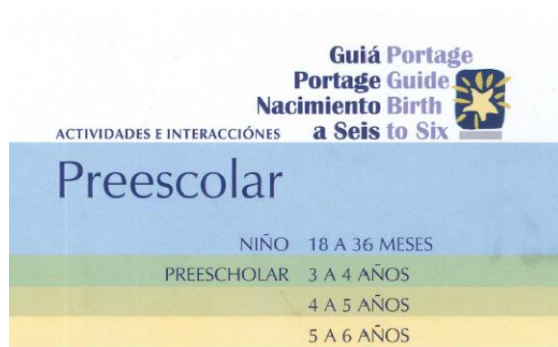 Guiá Portage
Portage Guide
Nacimiento Birth
a Seis to Six
ACTIVIDADES E INTERACCIÓNES
Preescolar
NIÑO 18 A 36 MESES
PREESCHOLAR 3 A 4 AÑOS
4 A 5 AÑOS
5 A 6 AÑOS